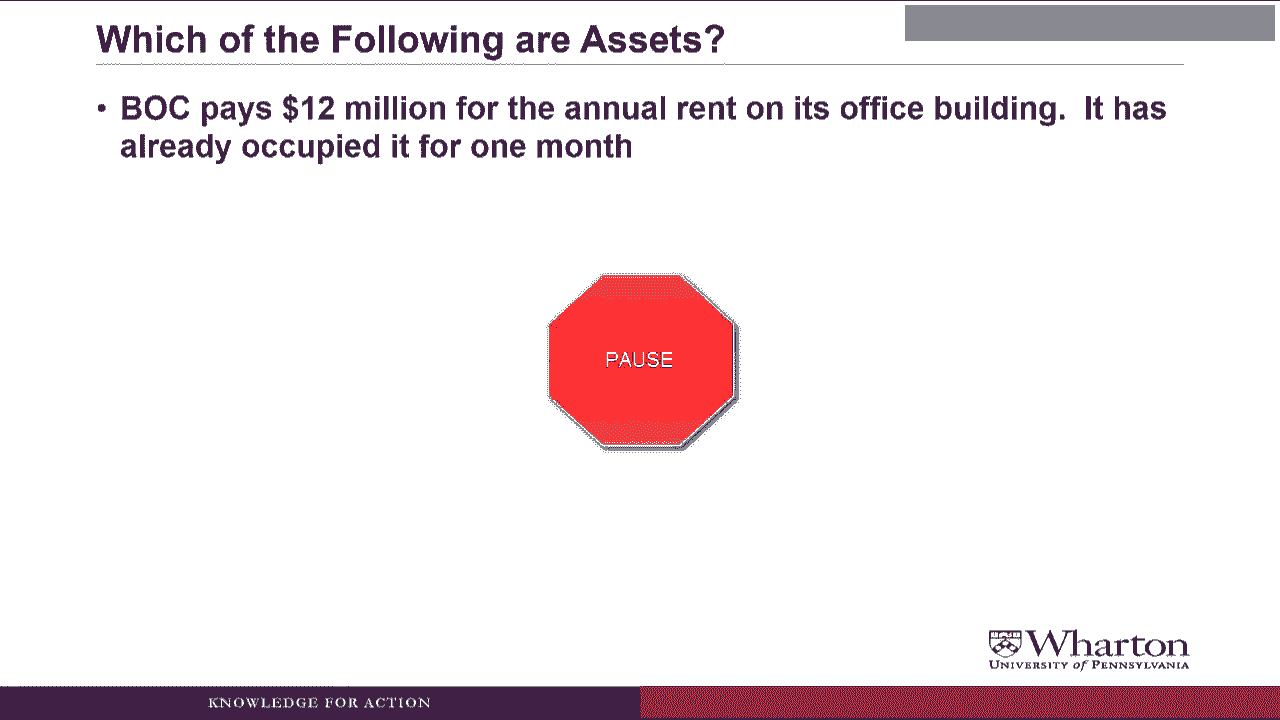 Which of the Following are Assets?
• BOC pays $12 million for the annual rent on its office building.  It has
already occupied it for one month
PAUSE
Wharton
UNIVERSITY of PENNSYLVANIA
KNOWLEDGE FOR ACTION